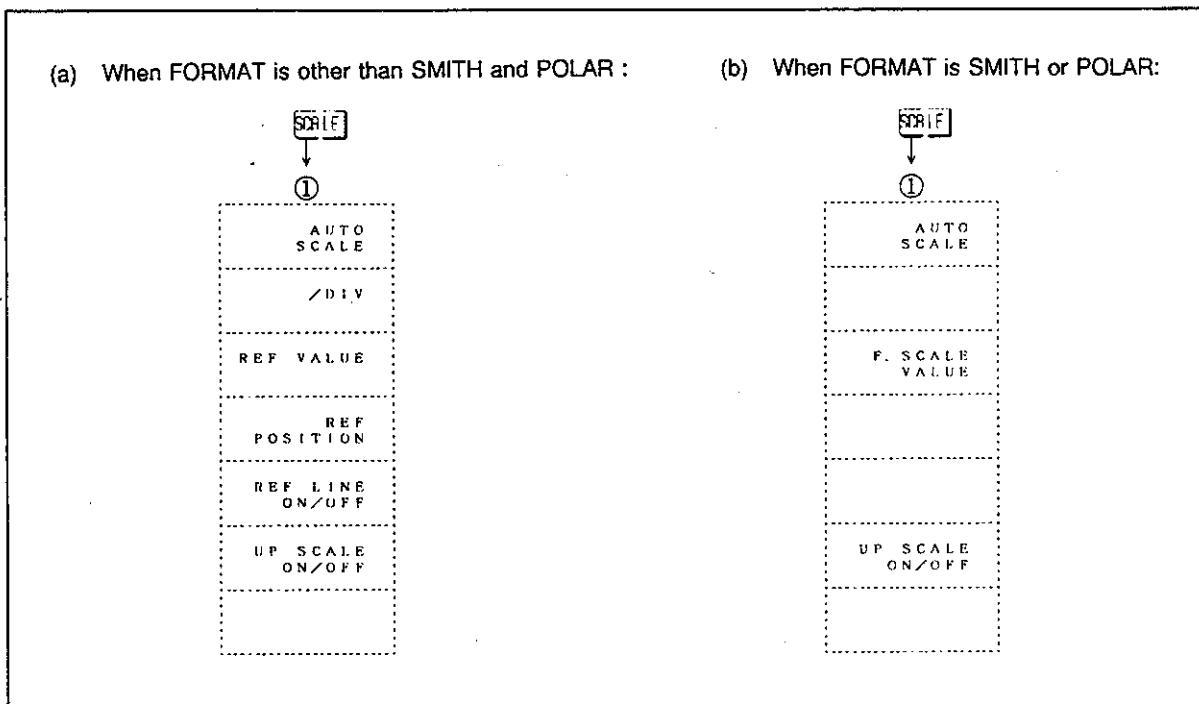 (a) When FORMAT is other than SMITH and POLAR :
SCALE
①
AUTO
SCALE
/DIV
REF VALUE
REF
POSITION
REF LINE
ON/OFF
UP SCALE
ON/OFF
(b) When FORMAT is SMITH or POLAR:
SCALE
①
AUTO
SCALE
F. SCALE
VALUE
UP SCALE
ON/OFF